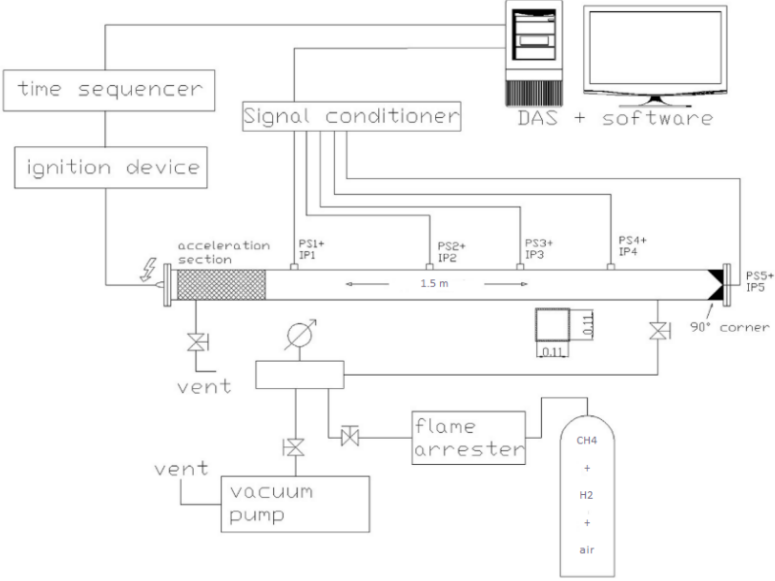 time sequencer
ignition device
Signal conditioner
DAS + software
acceleration
section
PS1+
IP1
PS2+
IP2
PS3+
IP3
PS4+
IP4
PS5+
IP5
1.5 m
90° corner
0.11
0.11
vent
flame
arrester
vent
vacuum
pump
CH4
+
H2
+
air